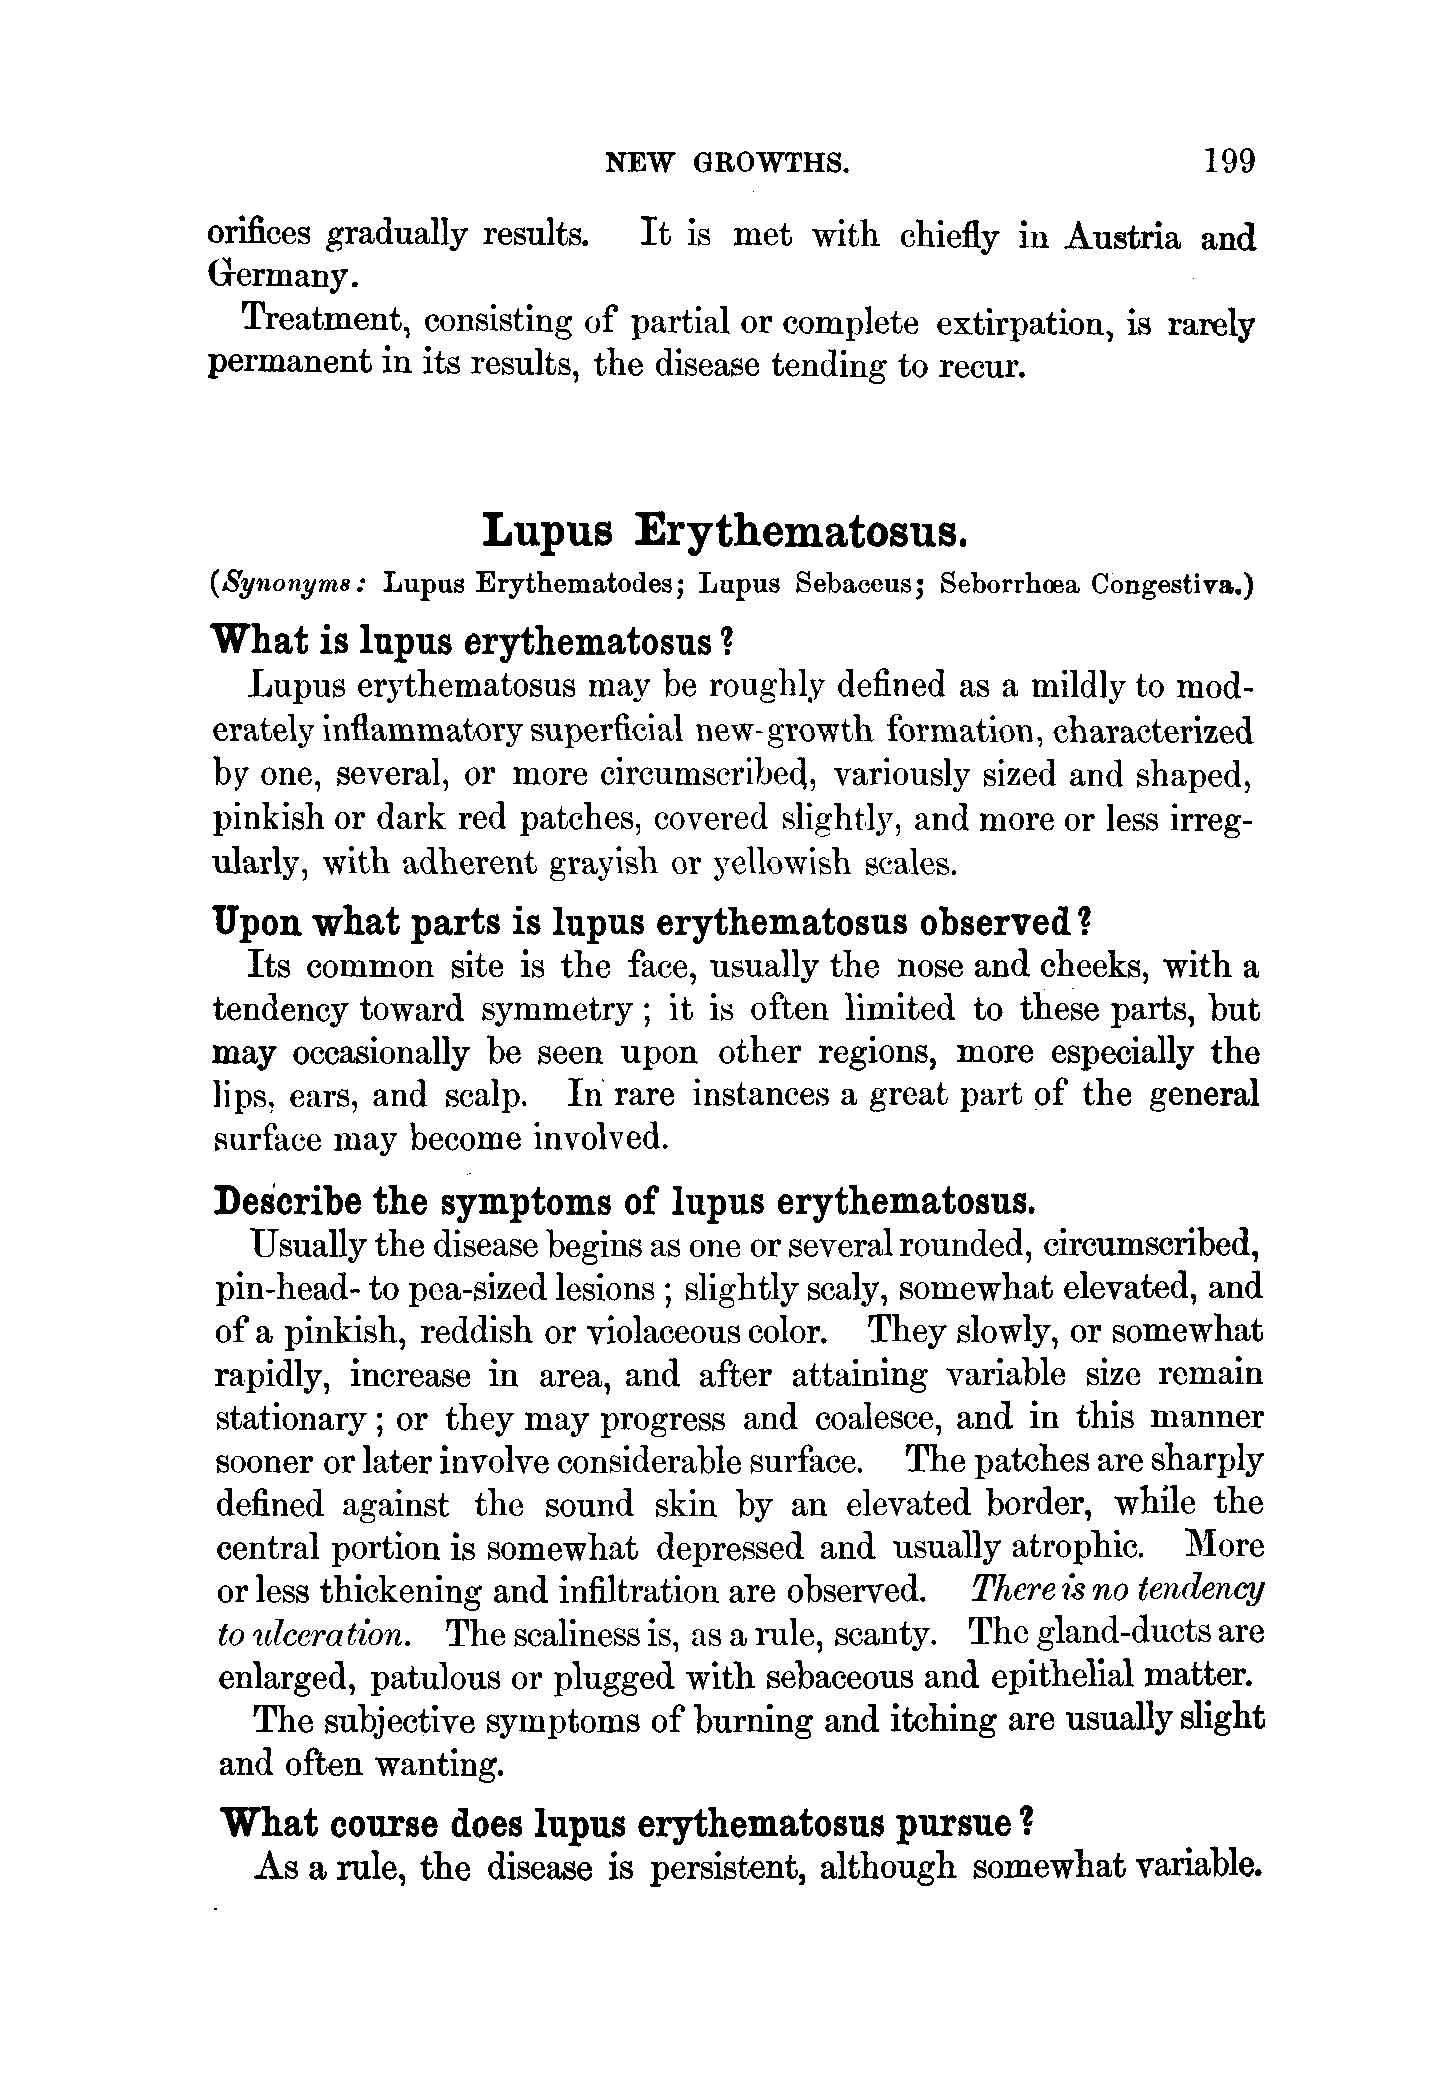 NEW GROWTHS. 199
orifices gradually results. It is met with chiefly in Austria and
Germany.
Treatment, consisting of partial or complete extirpation, is rarely
permanent in its results, the disease tending to recur.
Lupus Erythematosus.
(Synonyms: Lupus Erythematodes; Lupus Sebaceus; Seborrhœa Congestiva.)
What is lupus erythematosus?
Lupus erythematosus may be roughly defined as a mildly to mod-
erately inflammatory superficial new-growth formation, characterized
by one, several, or more circumscribed, variously sized and shaped,
pinkish or dark red patches, covered slightly, and more or less irreg-
ularly, with adherent grayish or yellowish scales.
Upon what parts is lupus erythematosus observed?
Its common site is the face, usually the nose and cheeks, with a
tendency toward symmetry; it is often limited to these parts, but
may occasionally be seen upon other regions, more especially the
lips, ears, and scalp. In rare instances a great part of the general
surface may become involved.
Describe the symptoms of lupus erythematosus.
Usually the disease begins as one or several rounded, circumscribed,
pin-head- to pea-sized lesions; slightly scaly, somewhat elevated, and
of a pinkish, reddish or violaceous color. They slowly, or somewhat
rapidly, increase in area, and after attaining variable size remain
stationary; or they may progress and coalesce, and in this manner
sooner or later involve considerable surface. The patches are sharply
defined against the sound skin by an elevated border, while the
central portion is somewhat depressed and usually atrophic. More
or less thickening and infiltration are observed. There is no tendency
to ulceration. The scaliness is, as a rule, scanty. The gland-ducts are
enlarged, patulous or plugged with sebaceous and epithelial matter.
The subjective symptoms of burning and itching are usually slight
and often wanting.
What course does lupus erythematosus pursue?
As a rule, the disease is persistent, although somewhat variable.